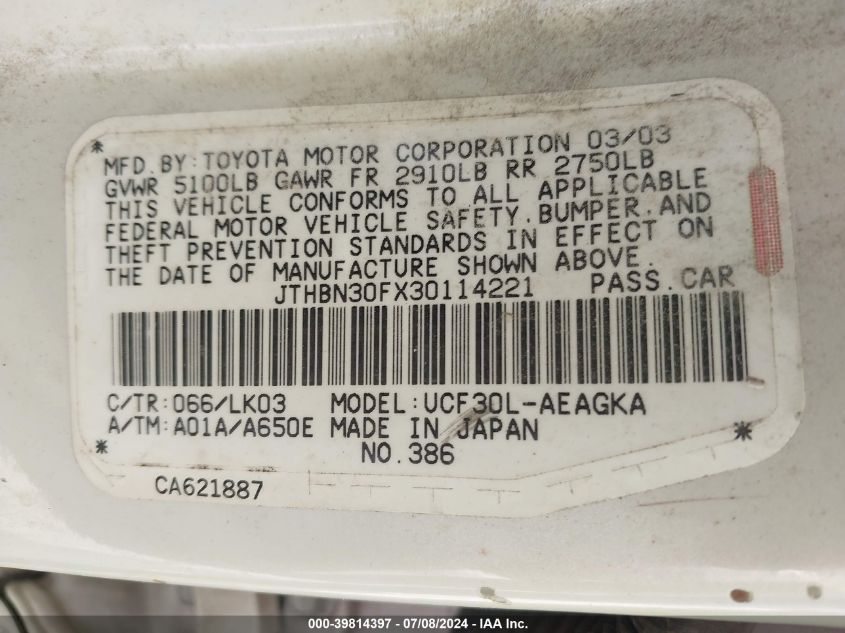 MFD. BY: TOYOTA MOTOR CORPORATION 03/03
GVWR 5100LB GAWR FR 2910LB RR 2750LB
THIS VEHICLE CONFORMS TO ALL APPLICABLE
FEDERAL MOTOR VEHICLE SAFETY, BUMPER, AND
THEFT PREVENTION STANDARDS IN EFFECT ON
THE DATE OF MANUFACTURE SHOWN ABOVE.
JTHBN30FX30114221 PASS. CAR
C/TR: 066/LK03 MODEL: UCF30L-AEAGKA
A/TM: A01A/A650E MADE IN JAPAN
NO. 386
CA621887
000-39814397 - 07/08/2024 - IAA Inc.